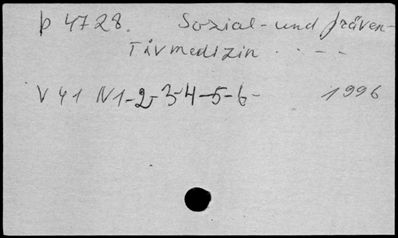 p 4728. Sozial- und präven-
tivmedizin . - -
V 41 N1-2-3-4-5-6- 1996